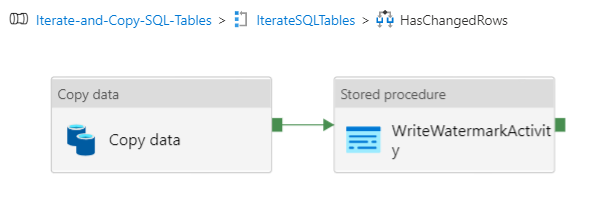 Iterate-and-Copy-SQL-Tables > IterateSQLTables > HasChangedRows
Copy data
Copy data
Stored procedure
WriteWatermarkActivit
y